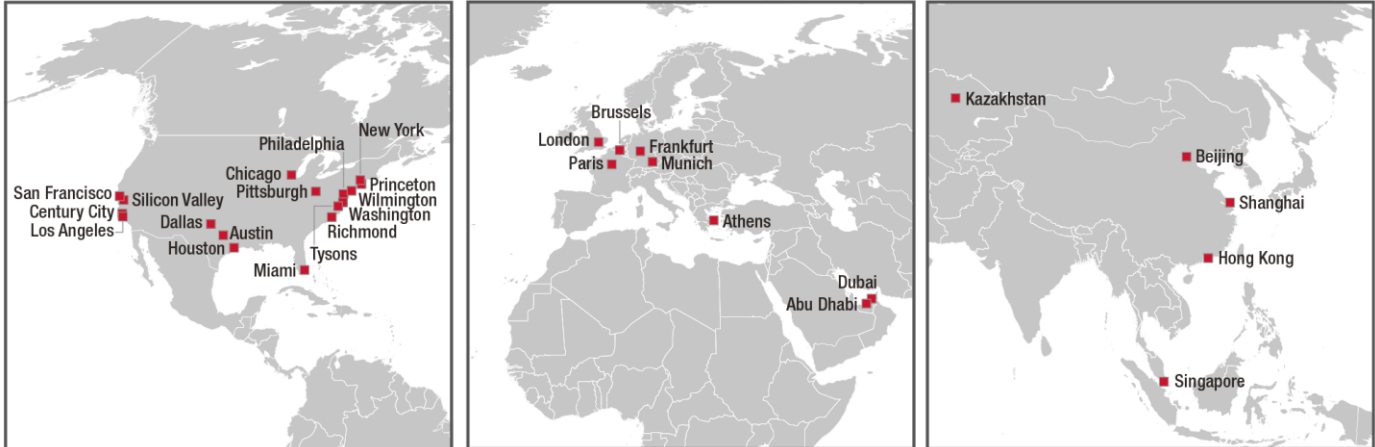 New York
Philadelphia
Chicago
Pittsburgh
Princeton
Wilmington
Washington
Richmond
San Francisco
Silicon Valley
Century City
Los Angeles
Dallas
Austin
Houston
Tysons
Miami
Brussels
London
Frankfurt
Paris
Munich
Athens
Dubai
Abu Dhabi
Kazakhstan
Beijing
Shanghai
Hong Kong
Singapore